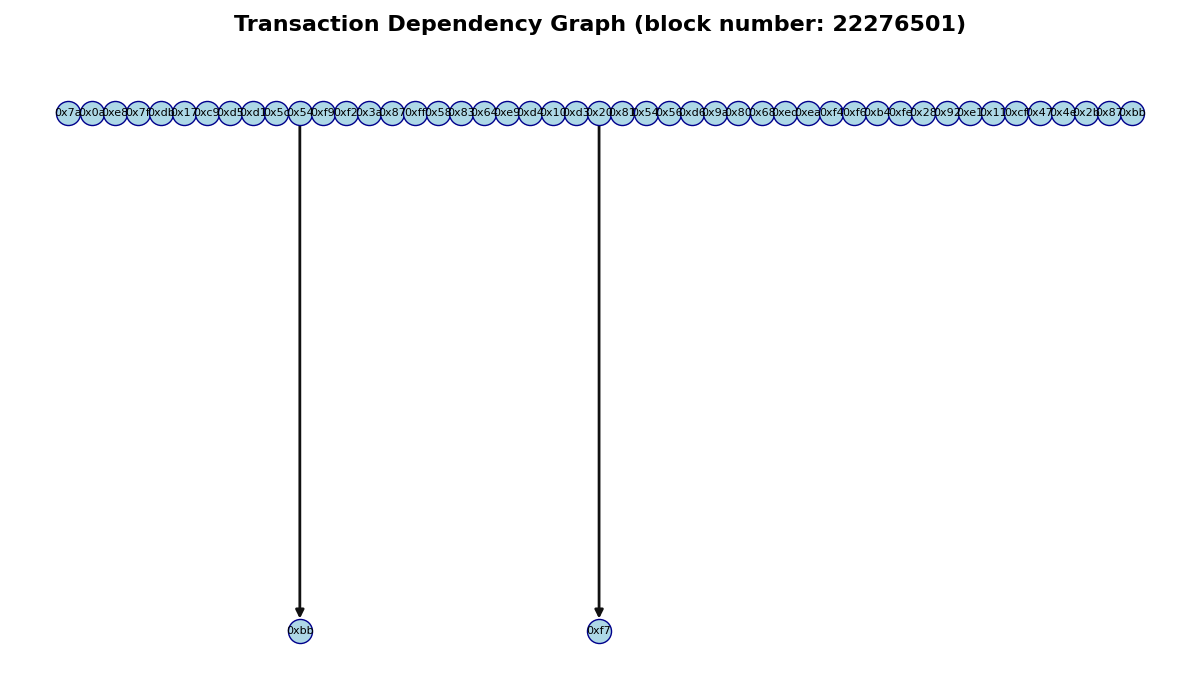 Transaction Dependency Graph (block number: 22276501)
0x7a 0x0a 0xe8 0x7f 0xdb 0x17 0xc9 0xd5 0xd1 0x5c 0x54 0xf9 0xf2 0x3a 0x87 0xff 0x58 0x83 0x64 0xe9 0xd4 0x10 0xd3 0x20 0x81 0x54 0x56 0xd6 0x9a 0x80 0x68 0xec 0xea 0xf4 0xf6 0xb4 0xfe 0x28 0x92 0xe1 0x11 0xcf 0x47 0x4e 0x2b 0x87 0xbb
0xbb 0xf7